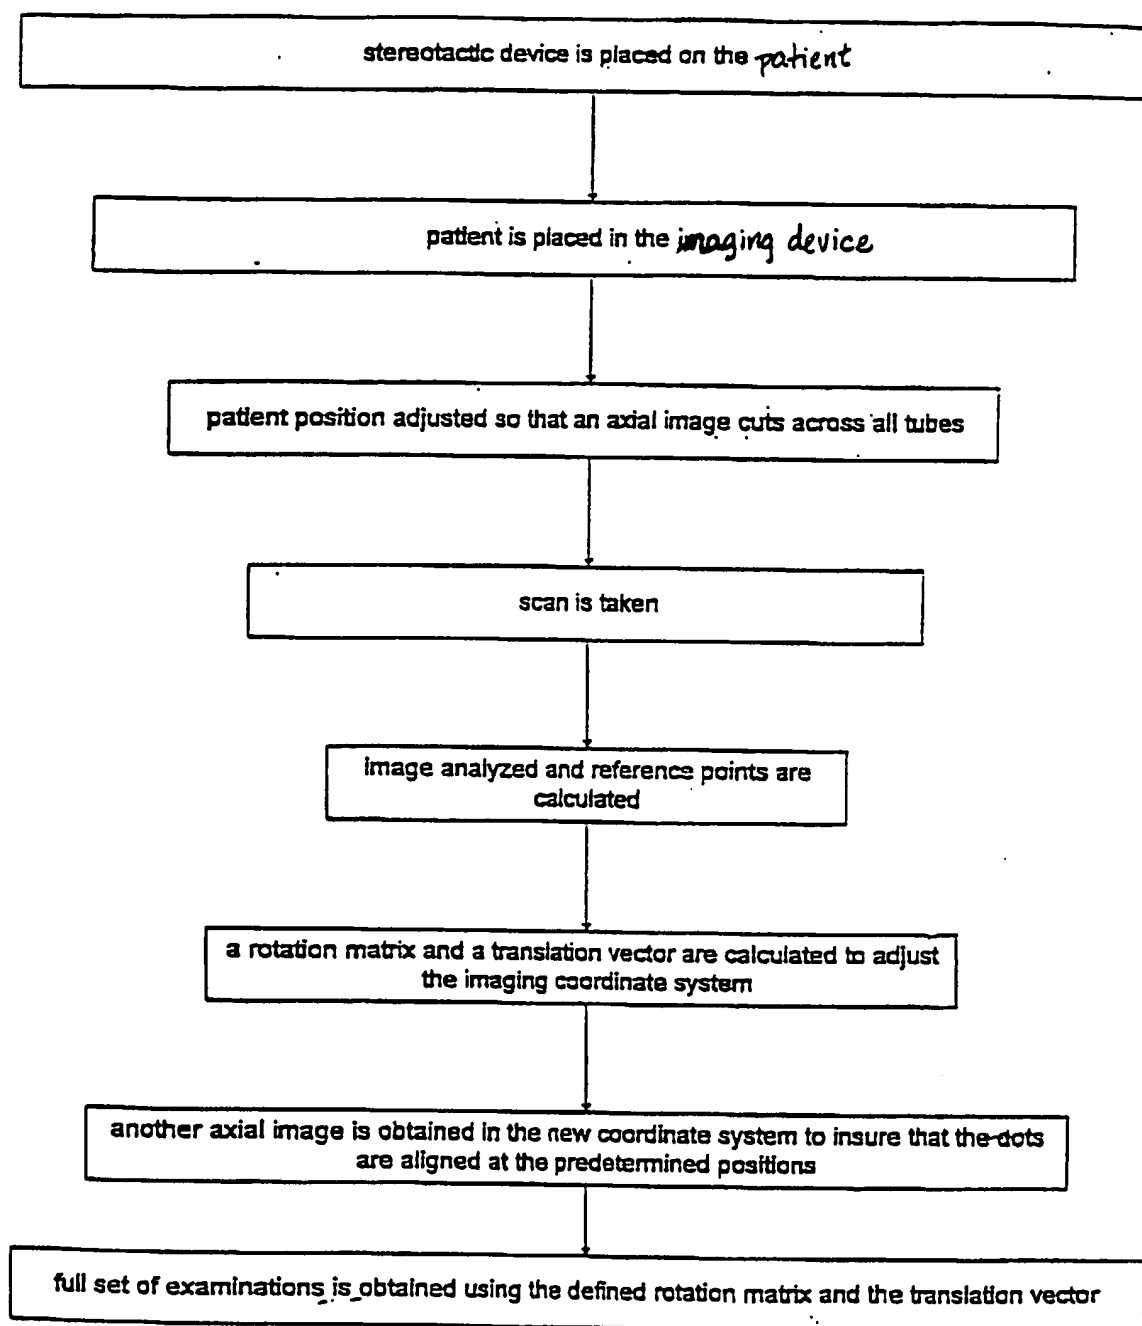 stereotactic device is placed on the patient
patient is placed in the imaging device
patient position adjusted so that an axial image cuts across all tubes
scan is taken
image analyzed and reference points are
calculated
a rotation matrix and a translation vector are calculated to adjust
the imaging coordinate system
another axial image is obtained in the new coordinate system to insure that the dots
are aligned at the predetermined positions
full set of examinations is obtained using the defined rotation matrix and the translation vector